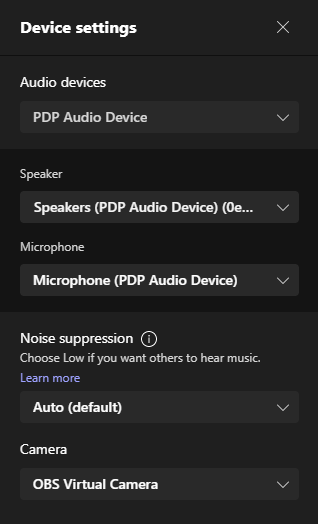 Device settings
Audio devices
PDP Audio Device
Speaker
Speakers (PDP Audio Device) (0e...
Microphone
Microphone (PDP Audio Device)
Noise suppression
Choose Low if you want others to hear music.
Learn more
Auto (default)
Camera
OBS Virtual Camera